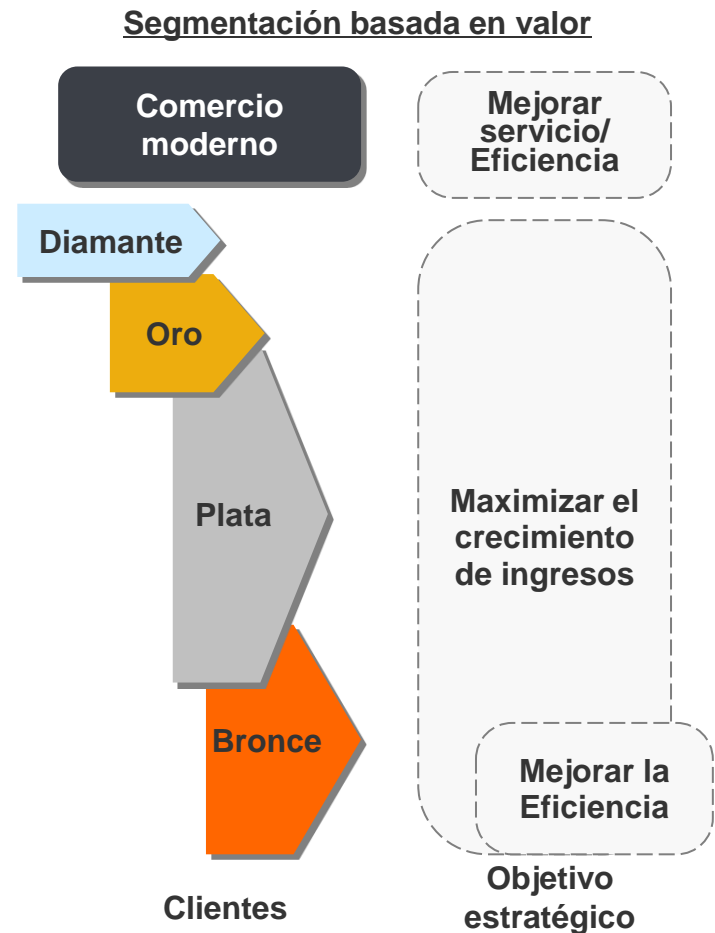 Segmentación basada en valor
Comercio
moderno
Mejorar
servicio/
Eficiencia
Diamante
Oro
Plata
Bronce
Maximizar el
crecimiento
de ingresos
Mejorar la
Eficiencia
Clientes
Objetivo
estratégico